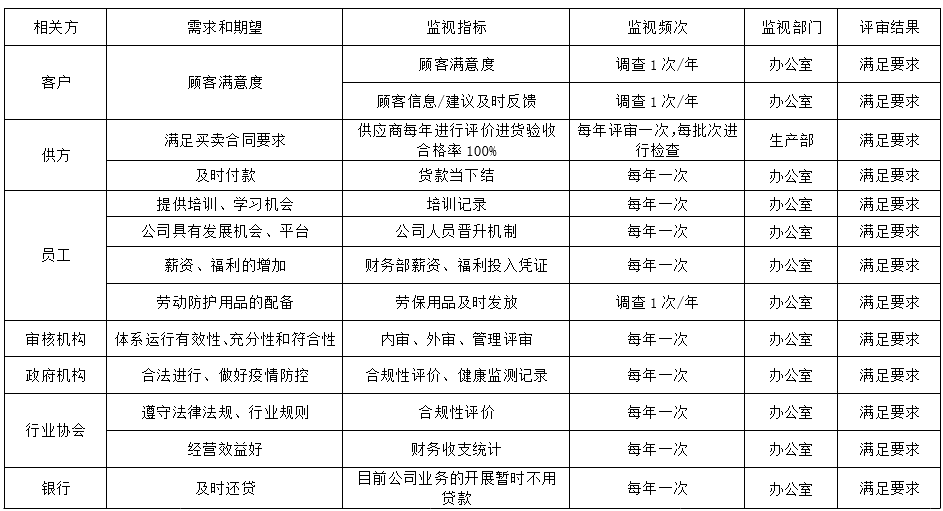 相关方 需求和期望 监视指标 监视频次 监视部门 评审结果
客户 顾客满意度 顾客满意度 调查1次/年 办公室 满足要求
顾客信息/建议及时反馈 调查1次/年 办公室 满足要求
供方 满足买卖合同要求 供应商每年进行评价进货验收 每年评审一次,每批次进 生产部 满足要求
合格率100% 行检查
及时付款 货款当下结 每年一次 办公室 满足要求
员工 提供培训、学习机会 培训记录 每年一次 办公室 满足要求
公司具有发展机会、平台 公司人员晋升机制 每年一次 办公室 满足要求
薪资、福利的增加 财务部薪资、福利投入凭证 每年一次 办公室 满足要求
劳动防护用品的配备 劳保用品及时发放 调查1次/年 办公室 满足要求
审核机构 体系运行有效性、充分性和符合性 内审、外审、管理评审 每年一次 办公室 满足要求
政府机构 合法进行、做好疫情防控 合规性评价、健康监测记录 每年一次 办公室 满足要求
行业协会 遵守法律法规、行业规则 合规性评价 每年一次 办公室 满足要求
经营效益好 财务收支统计 每年一次 办公室 满足要求
银行 及时还贷 目前公司业务的开展暂时不用 每年一次 办公室 满足要求
贷款